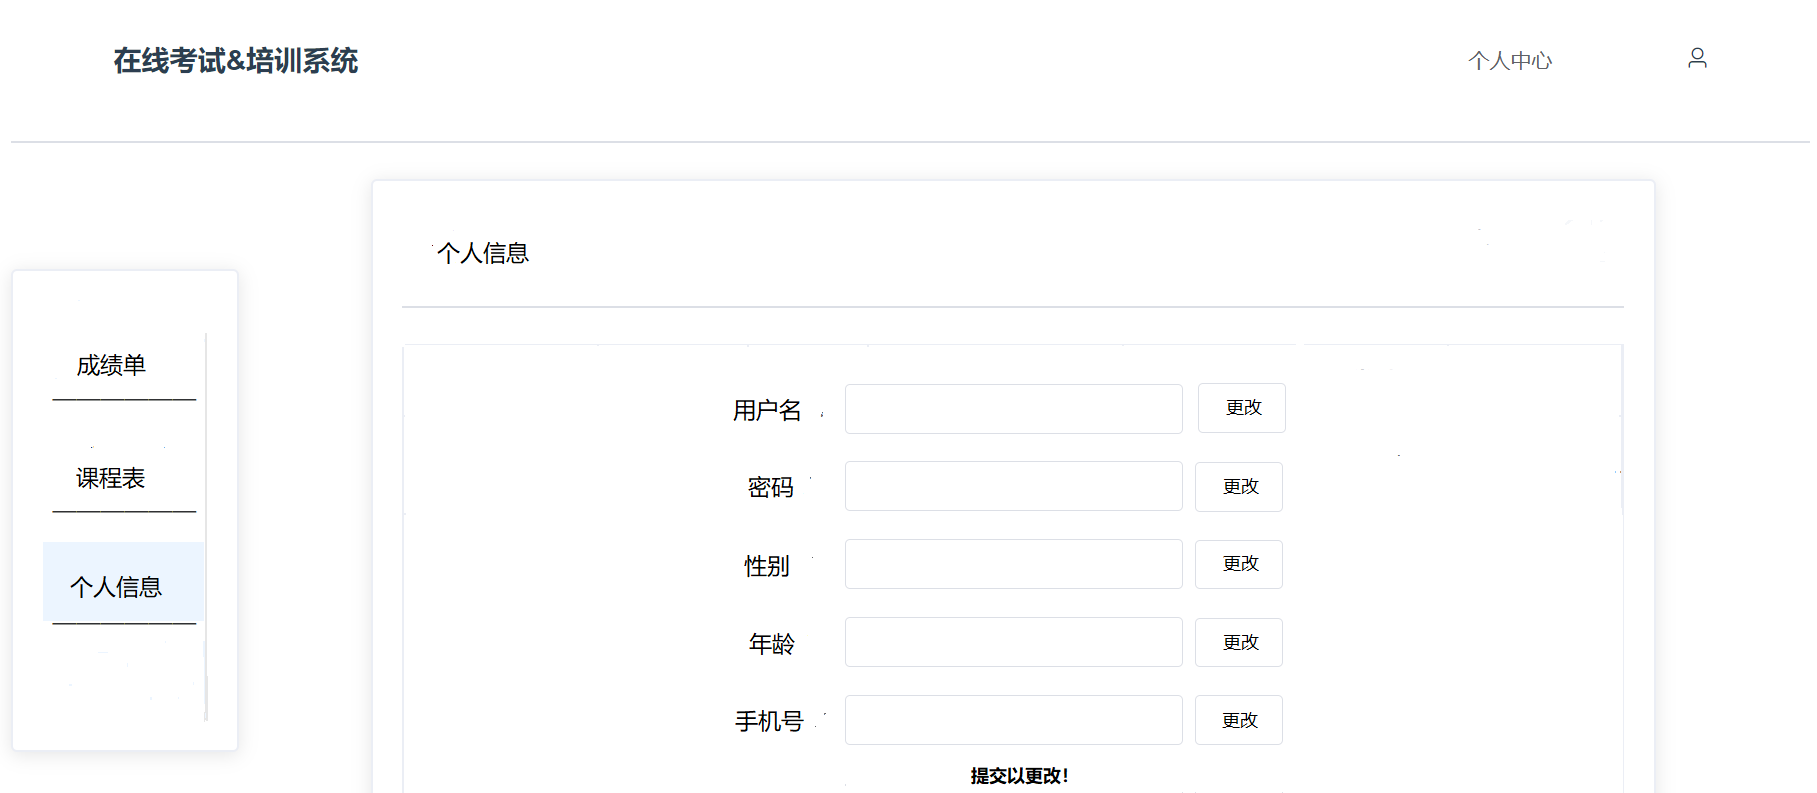 在线考试&培训系统
个人中心
个人信息
成绩单
课程表
个人信息
用户名
更改
密码
更改
性别
更改
年龄
更改
手机号
更改
提交以更改！